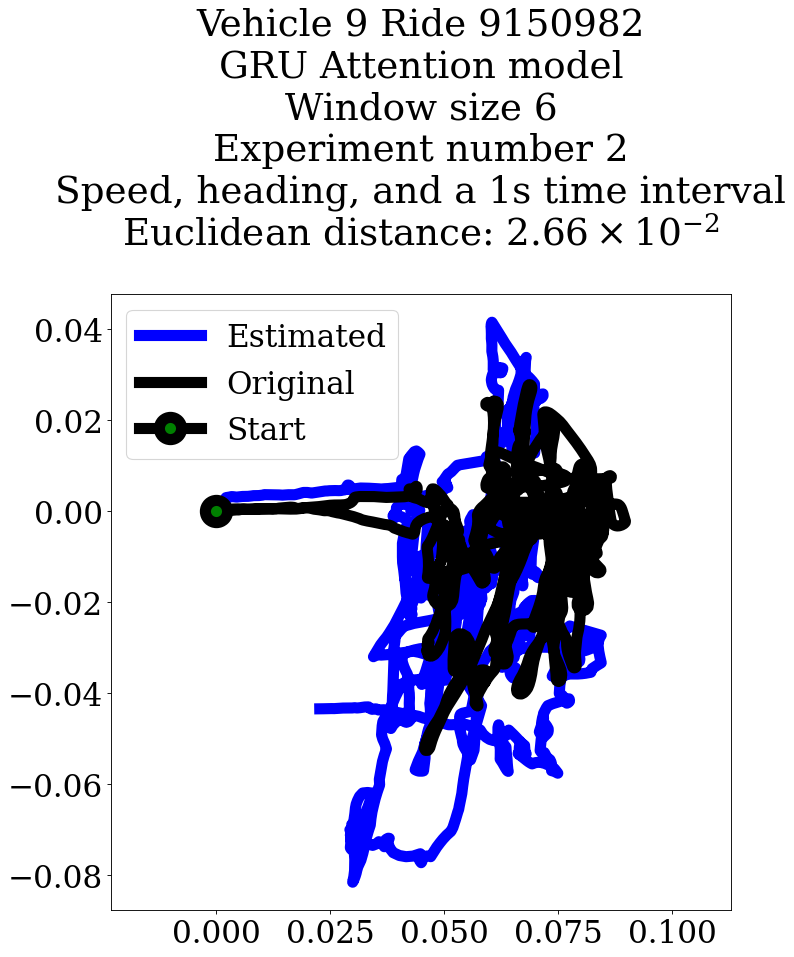 Vehicle 9 Ride 9150982
GRU Attention model
Window size 6
Experiment number 2
Speed, heading, and a 1s time interval
Euclidean distance: 2.66 × 10⁻²
Estimated
Original
Start
0.04
0.02
0.00
−0.02
−0.04
−0.06
−0.08
0.000 0.025 0.050 0.075 0.100